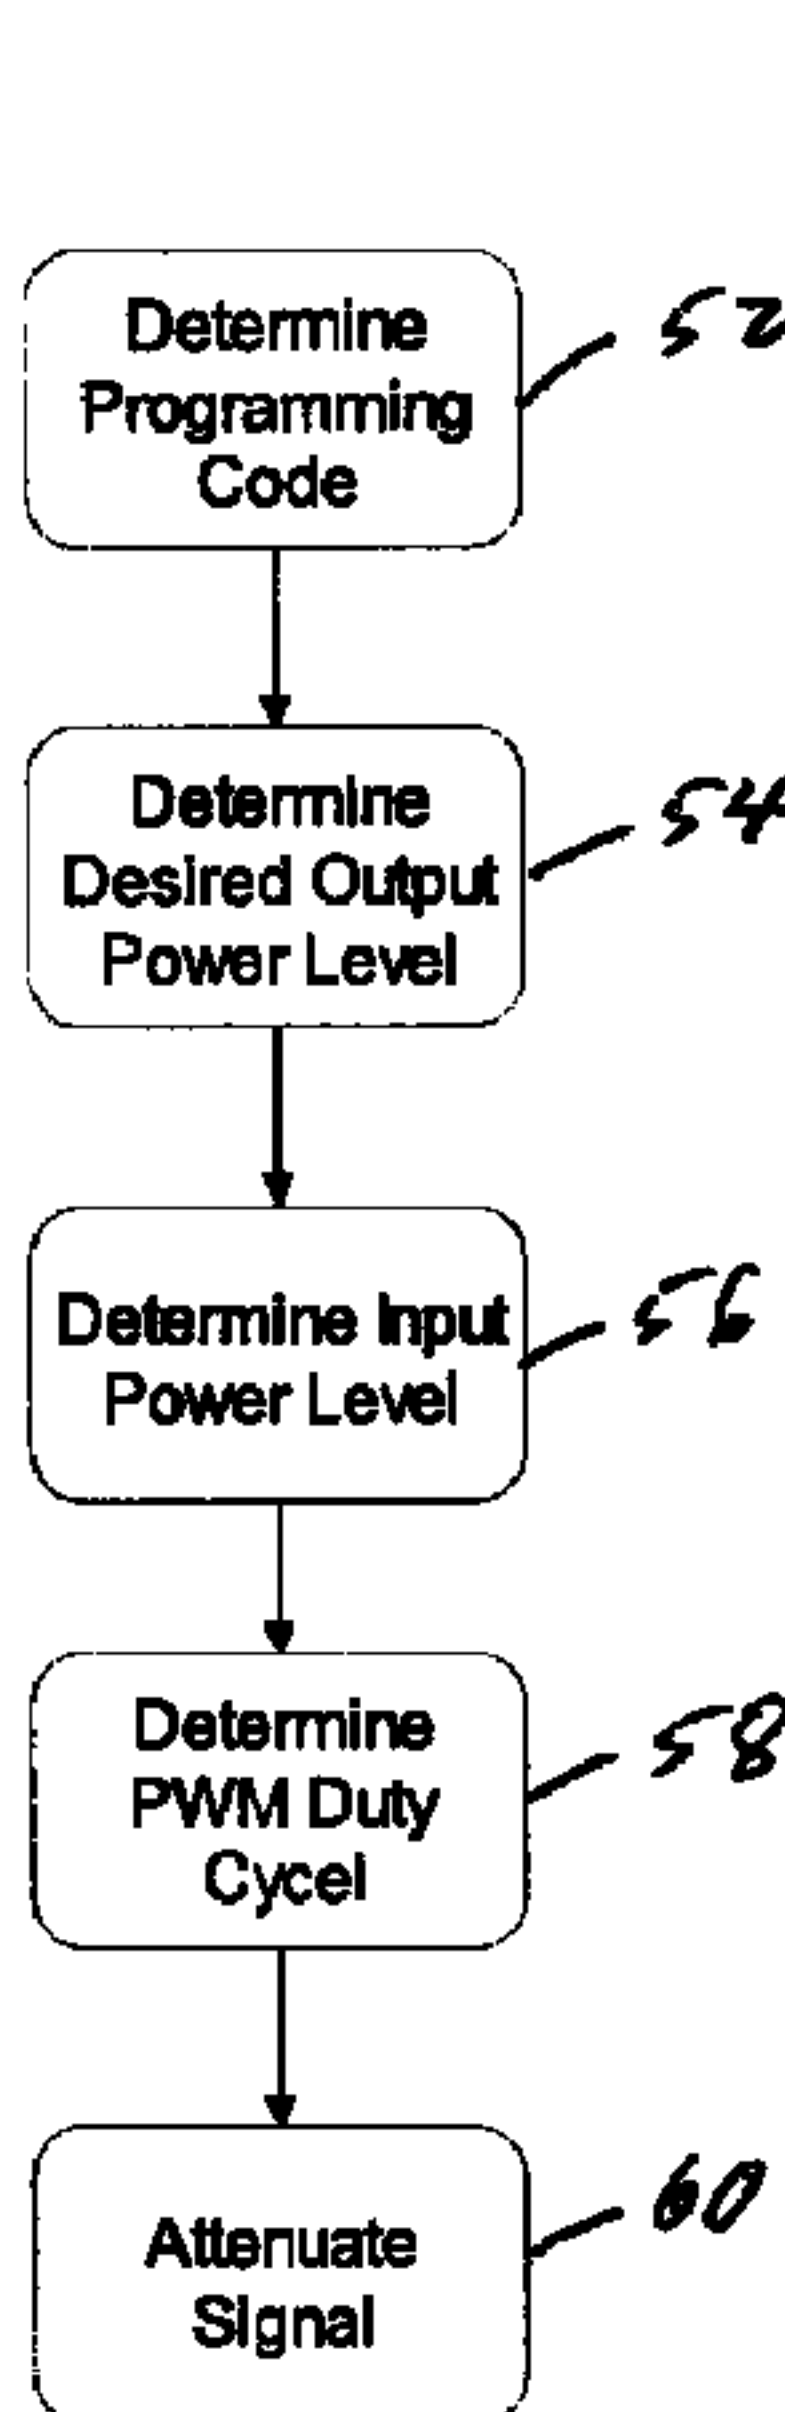 Determine
Programming
Code
52
Determine
Desired Output
Power Level
54
Determine Input
Power Level
56
Determine
PWM Duty
Cycel
58
Attenuate
Signal
60